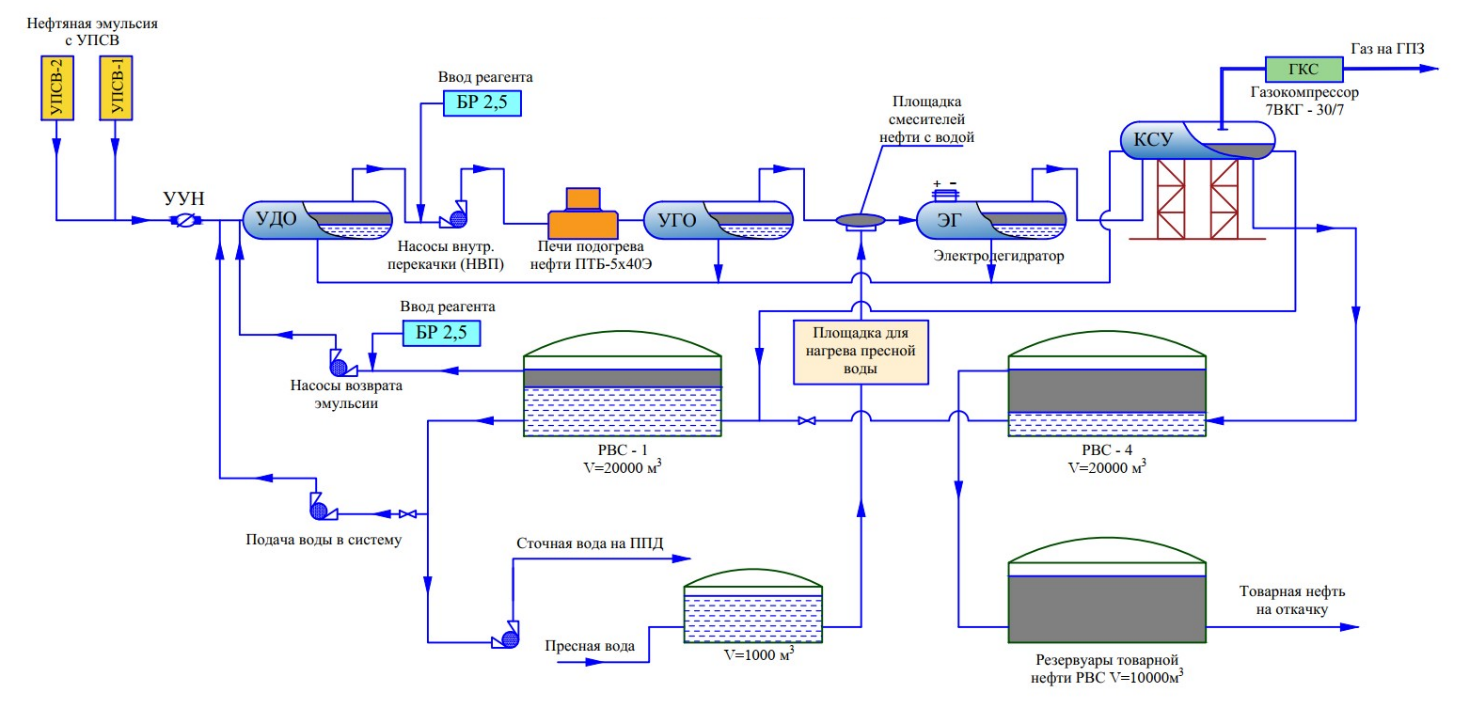 Нефтяная эмульсия
с УПСВ
УПСВ-2
УПСВ-1
УУН
УДО
Ввод реагента
БР 2,5
Насосы внутр.
перекачки (НВП)
Печи подогрева
нефти ПТБ-5х40Э
УГО
Площадка
смесителей
нефти с водой
+ -
ЭГ
Электродегидратор
КСУ
ГКС
Газ на ГПЗ
Газокомпрессор
7ВКГ - 30/7
Ввод реагента
БР 2,5
Насосы возврата
эмульсии
РВС - 1
V=20000 м3
Площадка для
нагрева пресной
воды
РВС - 4
V=20000 м3
Подача воды в систему
Сточная вода на ППД
Пресная вода
V=1000 м3
Товарная нефть
на откачку
Резервуары товарной
нефти РВС V=10000м3